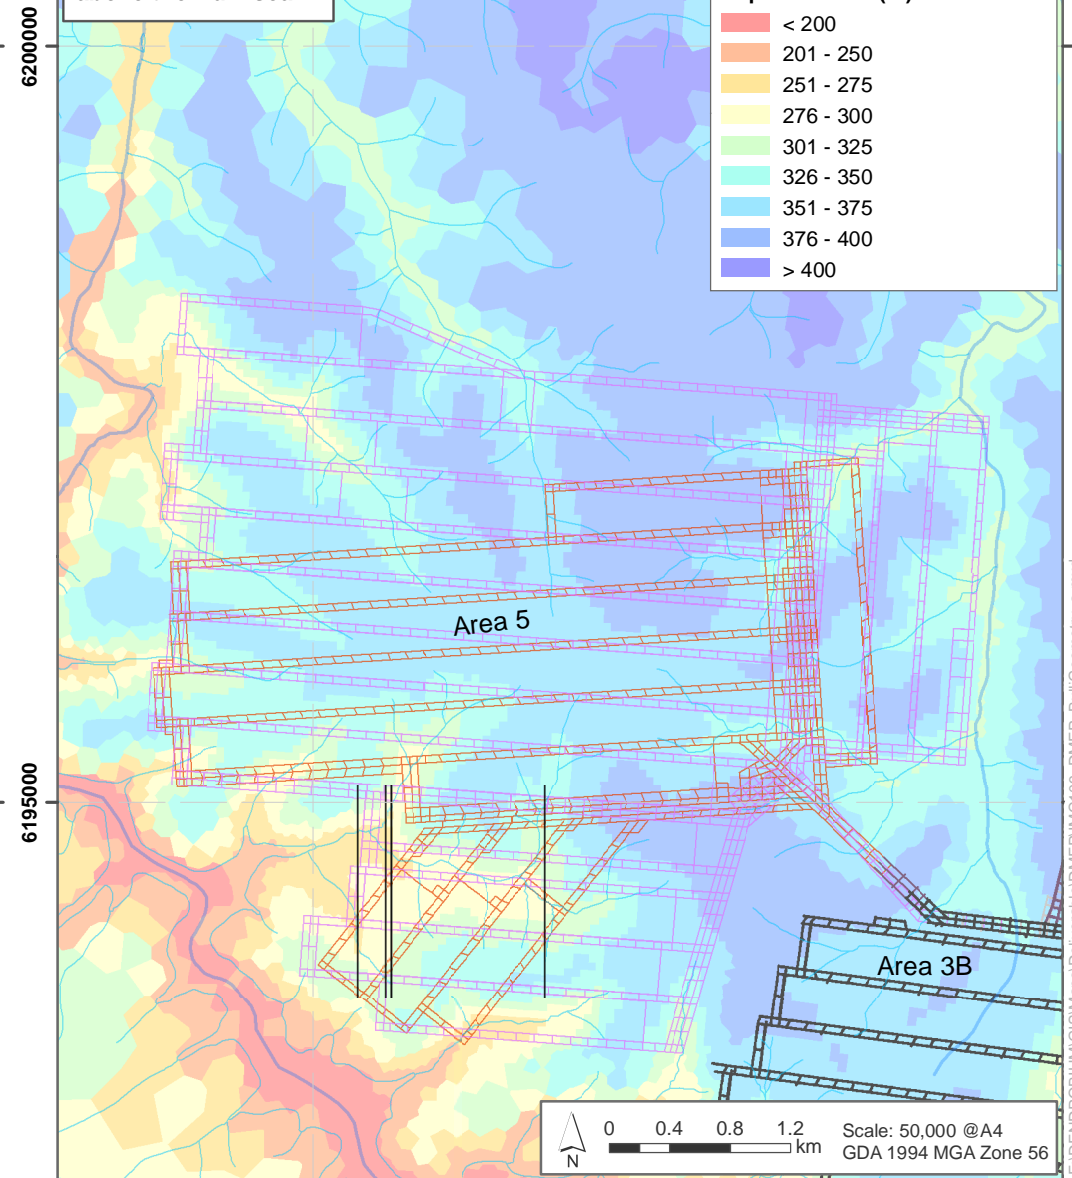 6200000
< 200
201 - 250
251 - 275
276 - 300
301 - 325
326 - 350
351 - 375
376 - 400
> 400
Area 5
6195000
Area 3B
0 0.4 0.8 1.2
km
N
Scale: 50,000 @A4
GDA 1994 MGA Zone 56